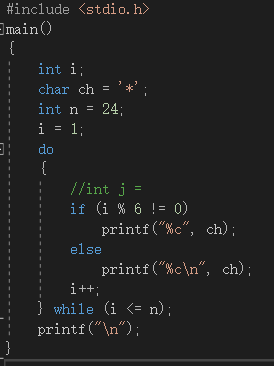 #include <stdio.h>
main()
{
int i;
char ch = '*';
int n = 24;
i = 1;
do
{
//int j =
if (i % 6 != 0)
printf("%c", ch);
else
printf("%c\n", ch);
i++;
} while (i <= n);
printf("\n");
}